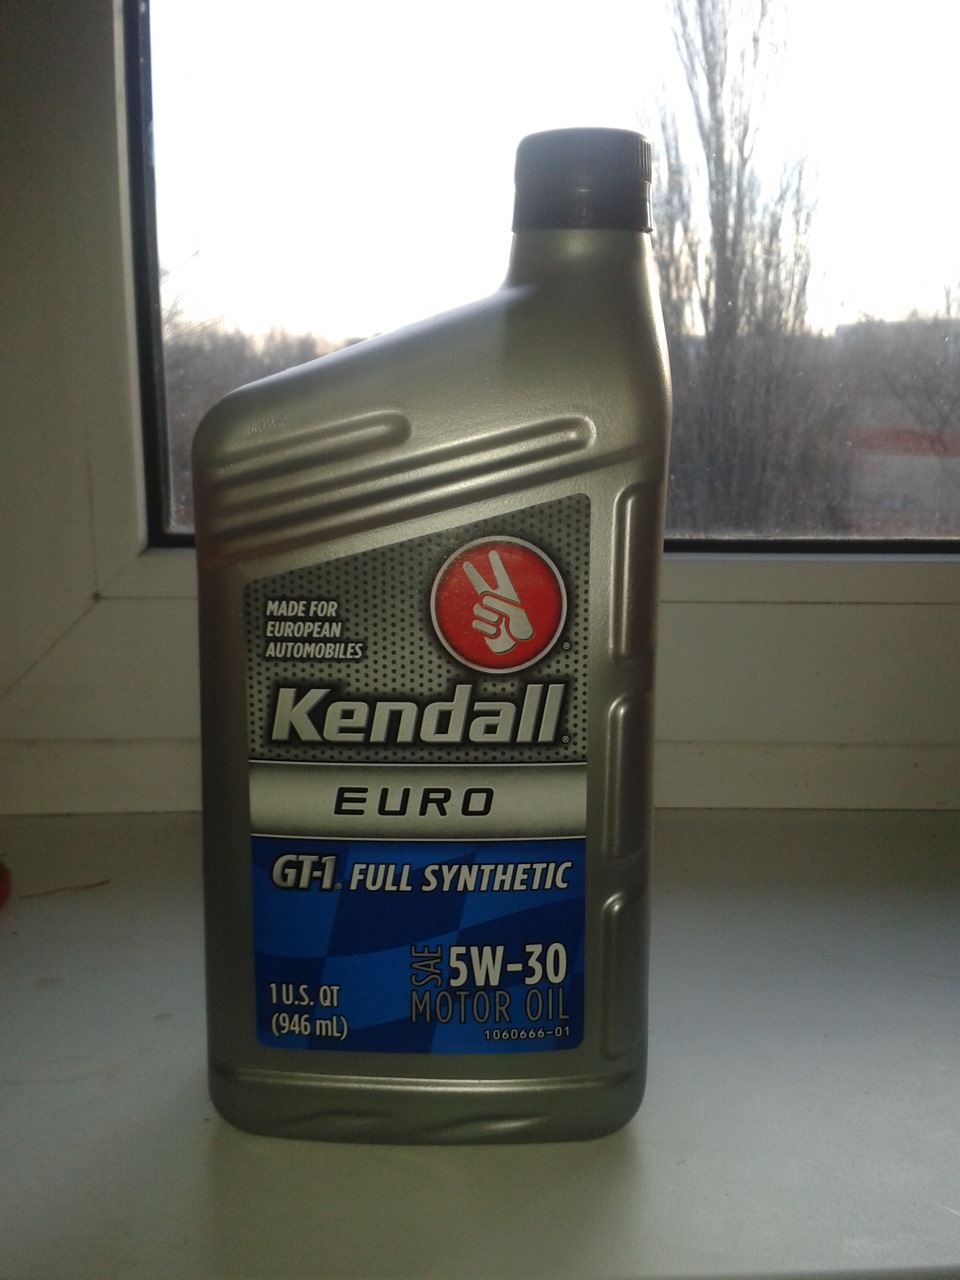 MADE FOR
EUROPEAN
AUTOMOBILES
Kendall®
EURO
GT-1® FULL SYNTHETIC
SAE 5W-30
MOTOR OIL
1 U.S. QT
(946 mL)
1060666-01